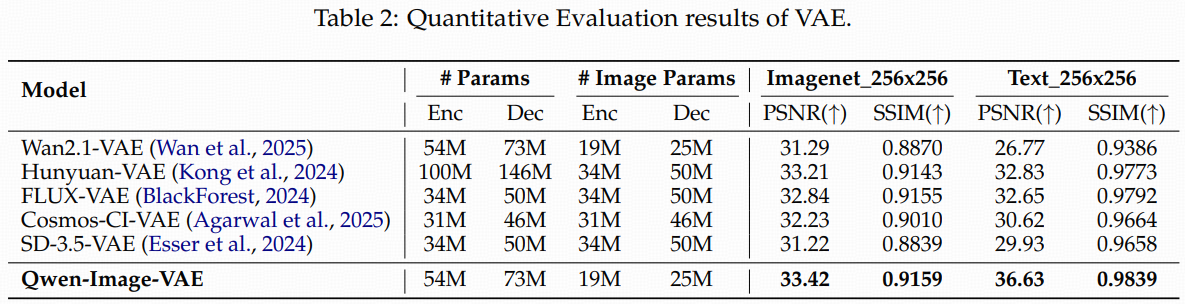 Table 2: Quantitative Evaluation results of VAE.
Model # Params # Image Params Imagenet_256x256 Text_256x256
Enc Dec Enc Dec PSNR(↑) SSIM(↑) PSNR(↑) SSIM(↑)
Wan2.1-VAE (Wan et al., 2025) 54M 73M 19M 25M 31.29 0.8870 26.77 0.9386
Hunyuan-VAE (Kong et al., 2024) 100M 146M 34M 50M 33.21 0.9143 32.83 0.9773
FLUX-VAE (BlackForest, 2024) 34M 50M 34M 50M 32.84 0.9155 32.65 0.9792
Cosmos-CI-VAE (Agarwal et al., 2025) 31M 46M 31M 46M 32.23 0.9010 30.62 0.9664
SD-3.5-VAE (Esser et al., 2024) 34M 50M 34M 50M 31.22 0.8839 29.93 0.9658
Qwen-Image-VAE 54M 73M 19M 25M 33.42 0.9159 36.63 0.9839